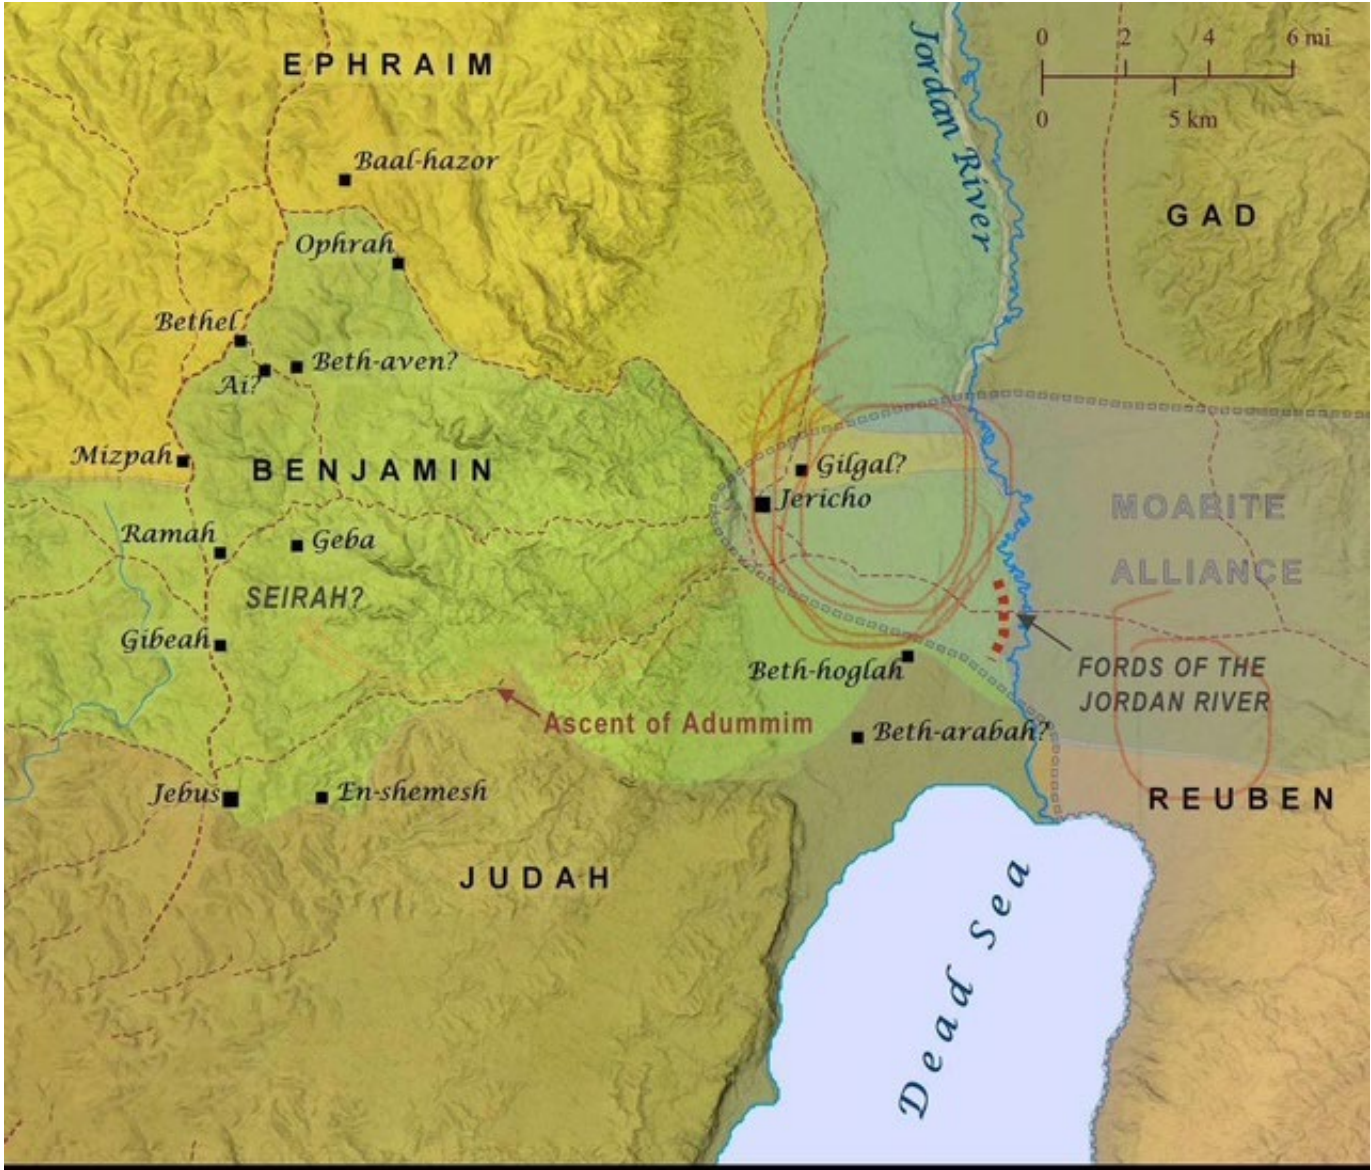 EPHRAIM
Jordan River
0 2 4 6 mi
0 5 km
Baal-hazor
GAD
Ophrah
Bethel
Beth-aven?
Ai?
Mizpah
BENJAMIN
Gilgal?
Jericho
MOABITE
ALLIANCE
Ramah
Geba
SEIRAH?
Gibeah
Beth-hoglah
FORDS OF THE
JORDAN RIVER
Ascent of Adummim
Beth-arabah?
Jebus
En-shemesh
REUBEN
JUDAH
Dead Sea